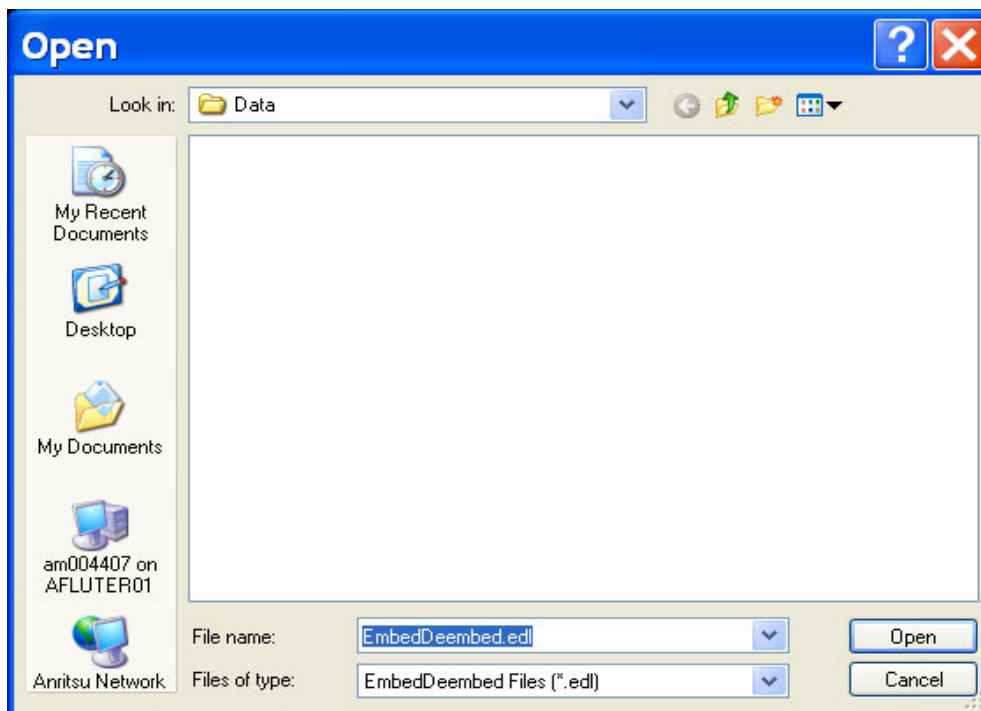 Open
Look in:
Data
My Recent
Documents
Desktop
My Documents
am004407 on
AFLUTER01
Anritsu Network
File name:
EmbedDeembed.edl
Open
Files of type:
EmbedDeembed Files (*.edl)
Cancel